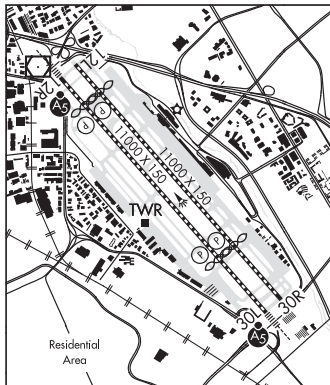 12L
12R
A5
P
P
11000 X 150
11000 X 150
TWR
P
P
30L
30R
A5
Residential
Area